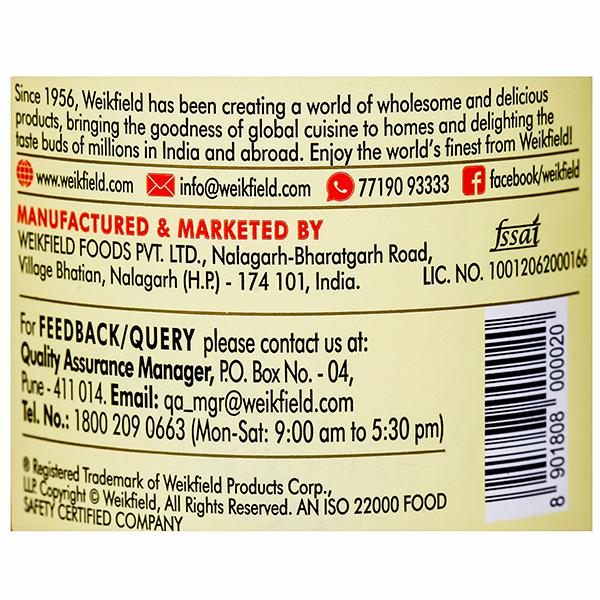 Since 1956, Weikfield has been creating a world of wholesome and delicious
products, bringing the goodness of global cuisine to homes and delighting the
taste buds of millions in India and abroad. Enjoy the world's finest from Weikfield!
www.weikfield.com info@weikfield.com 77190 93333 facebook/weikfield
MANUFACTURED & MARKETED BY
WEIKFIELD FOODS PVT. LTD., Nalagarh-Bharatgarh Road,
Village Bhatian, Nalagarh (H.P.) - 174 101, India.
fssai
LIC. NO. 10012062000166
For FEEDBACK/QUERY please contact us at:
Quality Assurance Manager, P.O. Box No. - 04,
Pune - 411 014. Email: qa_mgr@weikfield.com
Tel. No.: 1800 209 0663 (Mon-Sat: 9:00 am to 5:30 pm)
® Registered Trademark of Weikfield Products Corp.,
LLP. Copyright © Weikfield, All Rights Reserved. AN ISO 22000 FOOD
SAFETY CERTIFIED COMPANY
8 901808 000020